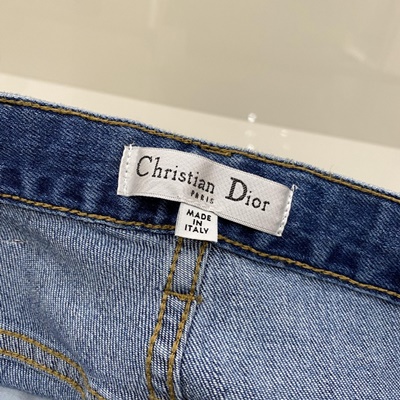 Christian Dior
PARIS
MADE
IN
ITALY